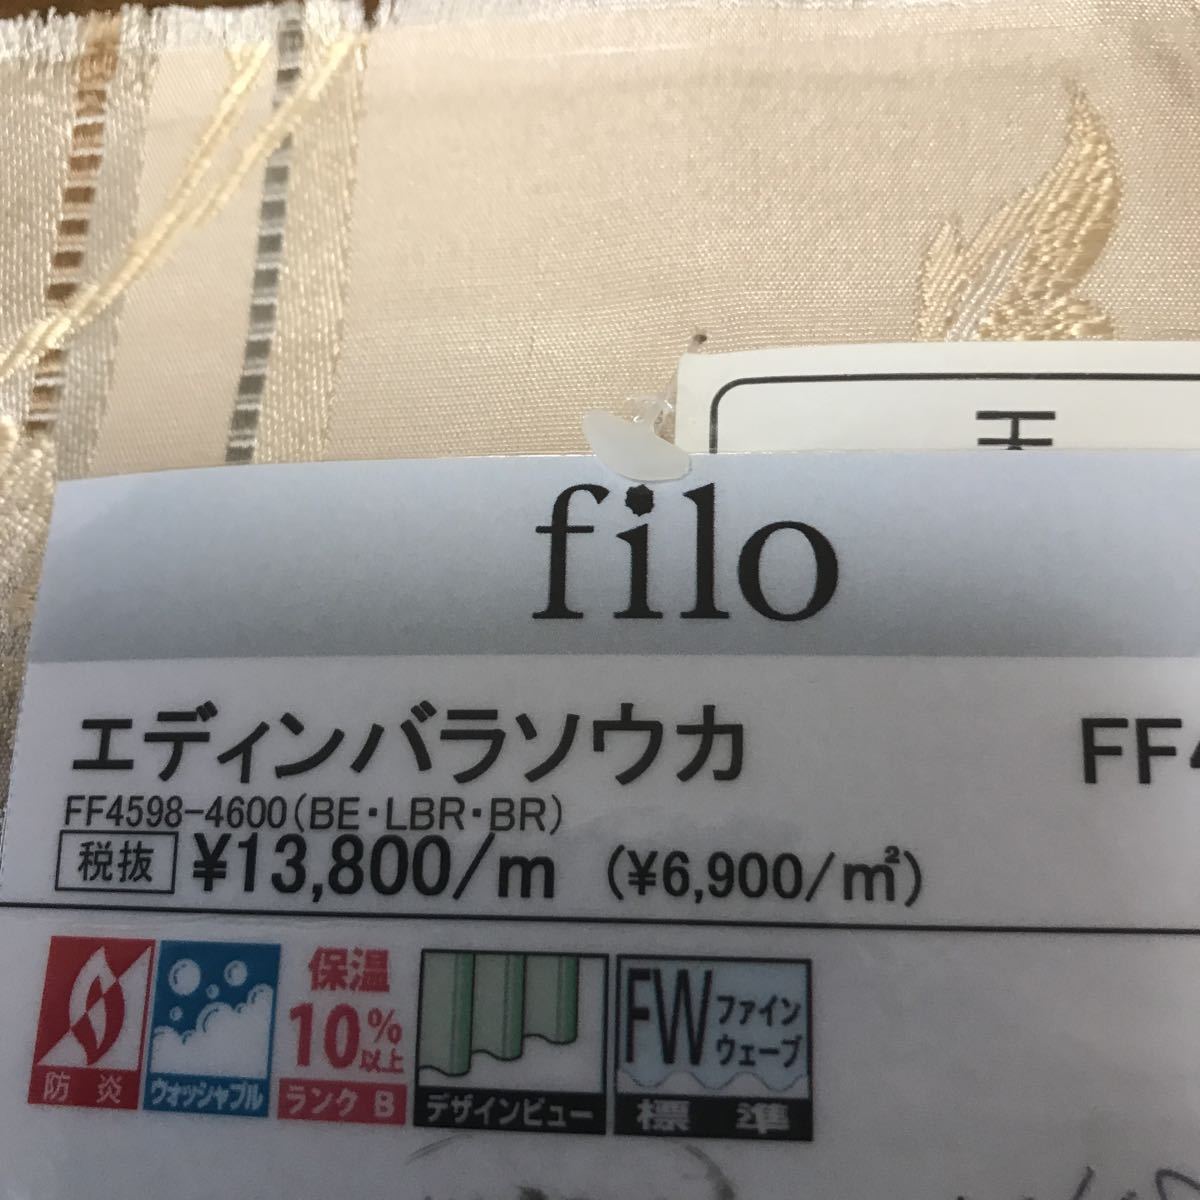 filo
エディンバラソウカ FF4
FF4598-4600(BE・LBR・BR)
税抜 ¥13,800/m (¥6,900/㎡)
防炎
ウォッシャブル
保温
10%以上
ランク B
デザインビュー
FW ファインウェーブ
標準